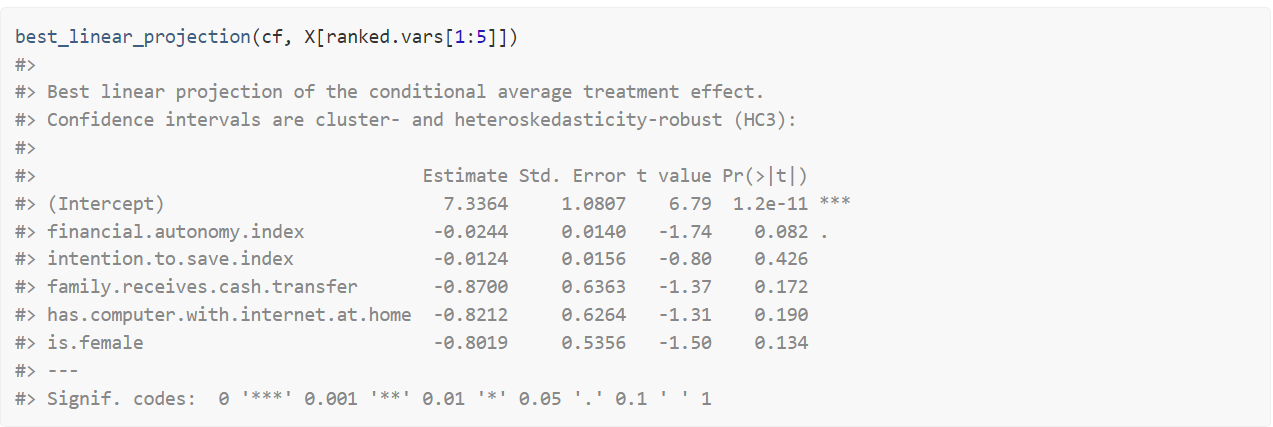 best_linear_projection(cf, X[ranked.vars[1:5]])
#>
#> Best linear projection of the conditional average treatment effect.
#> Confidence intervals are cluster- and heteroskedasticity-robust (HC3):
#>
#>                                   Estimate Std. Error t value Pr(>|t|)
#> (Intercept)                         7.3364     1.0807    6.79  1.2e-11 ***
#> financial.autonomy.index           -0.0244     0.0140   -1.74    0.082 .
#> intention.to.save.index            -0.0124     0.0156   -0.80    0.426
#> family.receives.cash.transfer      -0.8700     0.6363   -1.37    0.172
#> has.computer.with.internet.at.home -0.8212     0.6264   -1.31    0.190
#> is.female                          -0.8019     0.5356   -1.50    0.134
#> ---
#> Signif. codes:  0 '***' 0.001 '**' 0.01 '*' 0.05 '.' 0.1 ' ' 1